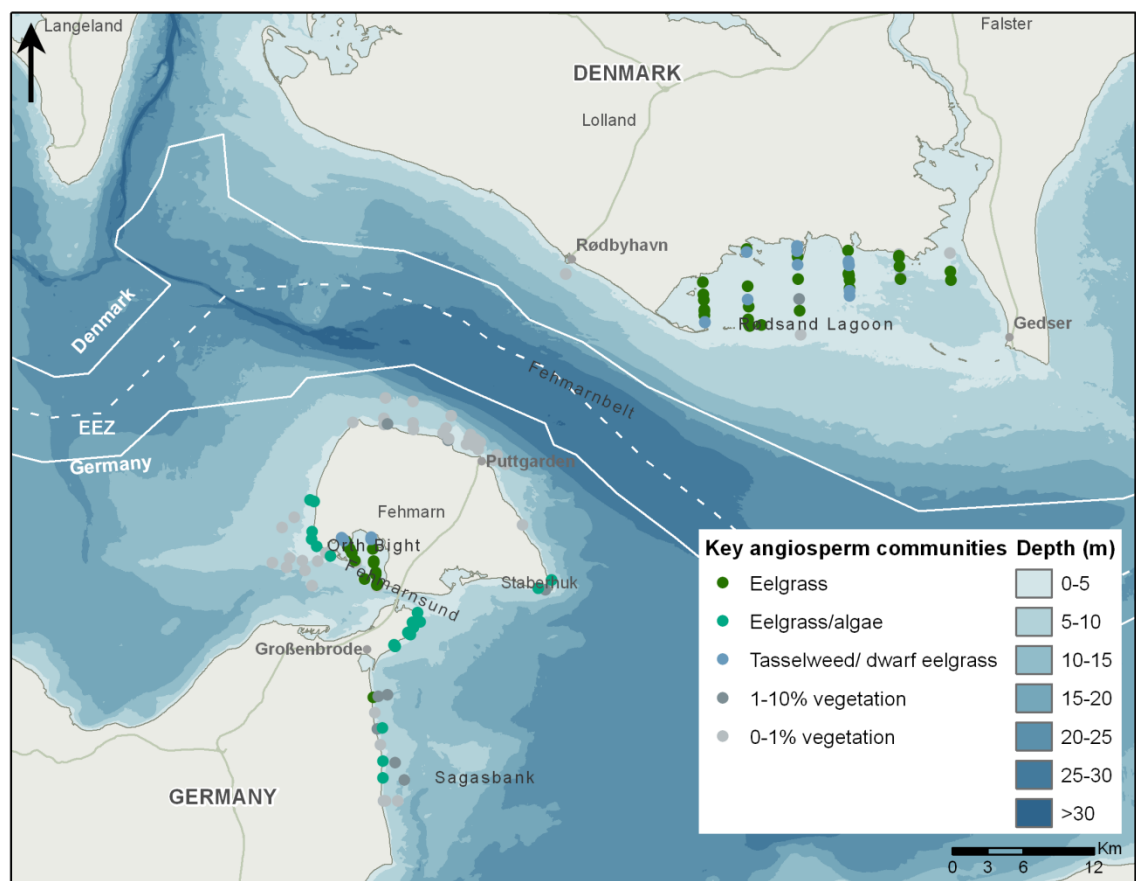 Langeland
Falster
DENMARK
Lolland
Rødbyhavn
Rødsand Lagoon
Gedser
Denmark
Fehmarnbelt
EEZ
Germany
Puttgarden
Fehmarn
Orth Bight
Fehmarnsund
Staberhuk
Großenbrode
Sagasbank
GERMANY
Key angiosperm communities
Eelgrass
Eelgrass/algae
Tasselweed/ dwarf eelgrass
1-10% vegetation
0-1% vegetation
Depth (m)
0-5
5-10
10-15
15-20
20-25
25-30
>30
Km
0 3 6 12